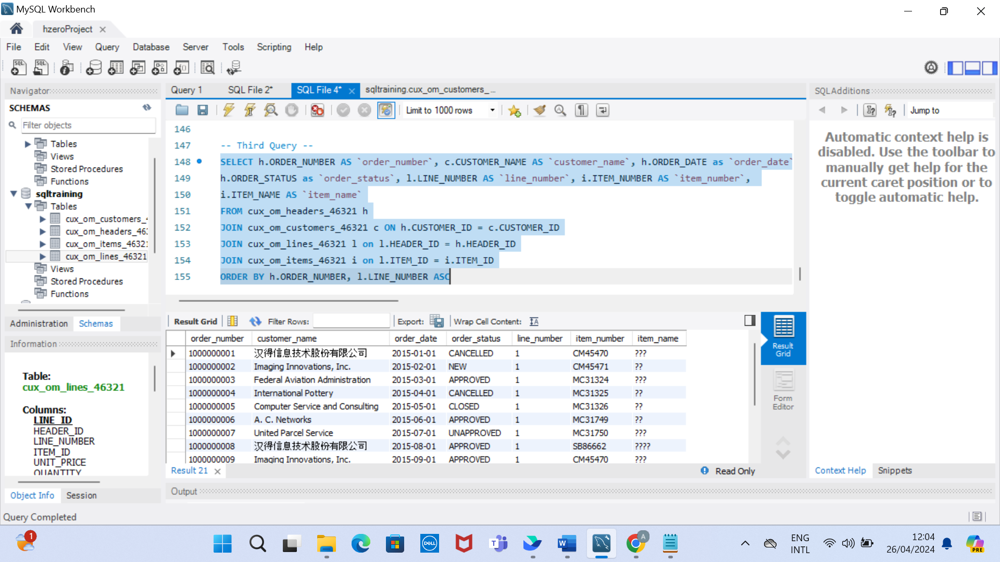 MySQL Workbench
hzeroProject
File Edit View Query Database Server Tools Scripting Help
Navigator
SCHEMAS
Filter objects
Tables
Views
Stored Procedures
Functions
sqltraining
Tables
cux_om_customers_
cux_om_headers_46
cux_om_items_4632
cux_om_lines_46321
Views
Stored Procedures
Functions
Administration Schemas
Information
Table:
cux_om_lines_46321
Columns:
LINE_ID
HEADER_ID
LINE_NUMBER
ITEM_ID
UNIT_PRICE
QUANTITY
Object Info Session
Query Completed
Query 1 SQL File 2* SQL File 4* sqltraining.cux_om_customers_...
Limit to 1000 rows
146
147 -- Third Query --
148 SELECT h.ORDER_NUMBER AS `order_number`, c.CUSTOMER_NAME AS `customer_name`, h.ORDER_DATE as `order_date`
149 h.ORDER_STATUS as `order_status`, l.LINE_NUMBER AS `line_number`, i.ITEM_NUMBER AS `item_number`,
150 i.ITEM_NAME AS `item_name`
151 FROM cux_om_headers_46321 h
152 JOIN cux_om_customers_46321 c ON h.CUSTOMER_ID = c.CUSTOMER_ID
153 JOIN cux_om_lines_46321 l on l.HEADER_ID = h.HEADER_ID
154 JOIN cux_om_items_46321 i on l.ITEM_ID = i.ITEM_ID
155 ORDER BY h.ORDER_NUMBER, l.LINE_NUMBER ASC
Result Grid Filter Rows: Export: Wrap Cell Content:
order_number customer_name order_date order_status line_number item_number item_name
1000000001 汉得信息技术股份有限公司 2015-01-01 CANCELLED 1 CM45470 ???
1000000002 Imaging Innovations, Inc. 2015-02-01 NEW 1 CM45471 ??
1000000003 Federal Aviation Administration 2015-03-01 APPROVED 1 MC31324 ???
1000000004 International Pottery 2015-04-01 CANCELLED 1 MC31325 ??
1000000005 Computer Service and Consulting 2015-05-01 CLOSED 1 MC31326 ??
1000000006 A. C. Networks 2015-06-01 APPROVED 1 MC31749 ??
1000000007 United Parcel Service 2015-07-01 UNAPPROVED 1 MC31750 ???
1000000008 汉得信息技术股份有限公司 2015-08-01 APPROVED 1 SB86662 ????
1000000009 Imaging Innovations, Inc. 2015-09-01 APPROVED 1 CM45470 ???
Result Grid
Form Editor
Result 21
Read Only
Output
SQLAdditions
Jump to
Automatic context help is
disabled. Use the toolbar to
manually get help for the
current caret position or to
toggle automatic help.
Context Help Snippets
1
DELL
T
W
A
ENG
INTL
12:04
26/04/2024
PRE